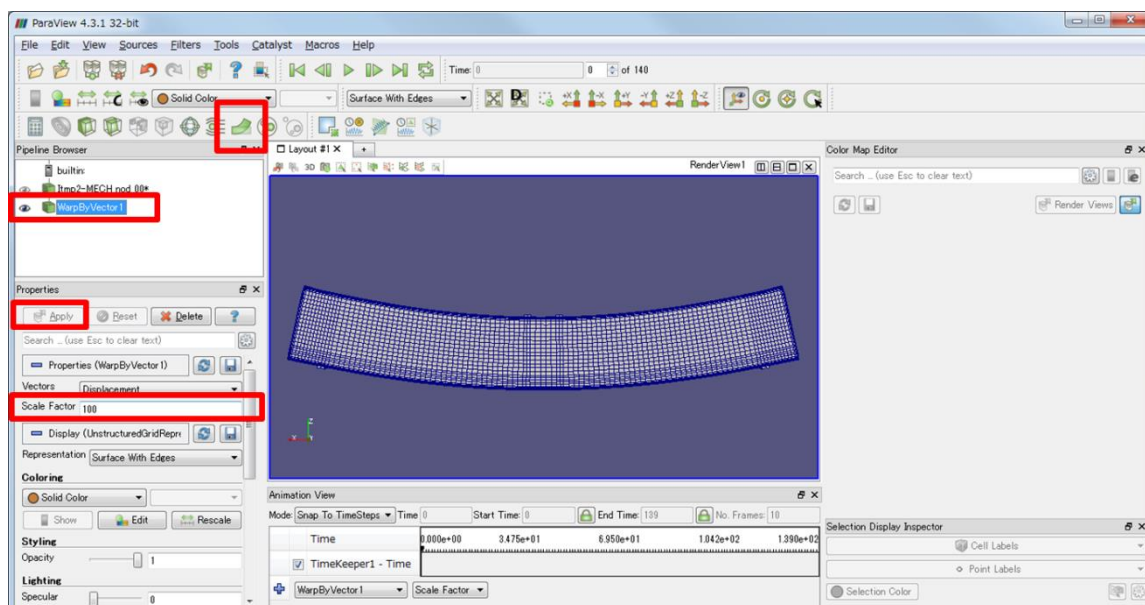 ParaView 4.3.1 32-bit
File Edit View Sources Filters Tools Catalyst Macros Help
Time: 0 0 of 140
Solid Color Surface With Edges
Pipeline Browser
builtin:
Itmp2-MECH_nod_00*
WarpByVector1
Properties
Apply Reset Delete ?
Search ... (use Esc to clear text)
Properties (WarpByVector1)
Vectors Displacement
Scale Factor 100
Display (UnstructuredGridRepre
Representation Surface With Edges
Coloring
Solid Color
Show Edit Rescale
Styling
Opacity 1
Lighting
Specular 0
Layout #1 X +
3D RenderView1
Animation View
Mode: Snap To TimeSteps Time 0 Start Time: 0 End Time: 139 No. Frames: 10
Time 0.000e+00 3.475e+01 6.950e+01 1.042e+02 1.390e+02
TimeKeeper1 - Time
WarpByVector1 Scale Factor
Color Map Editor
Search ... (use Esc to clear text)
Render Views
Selection Display Inspector
Cell Labels
Point Labels
Selection Color